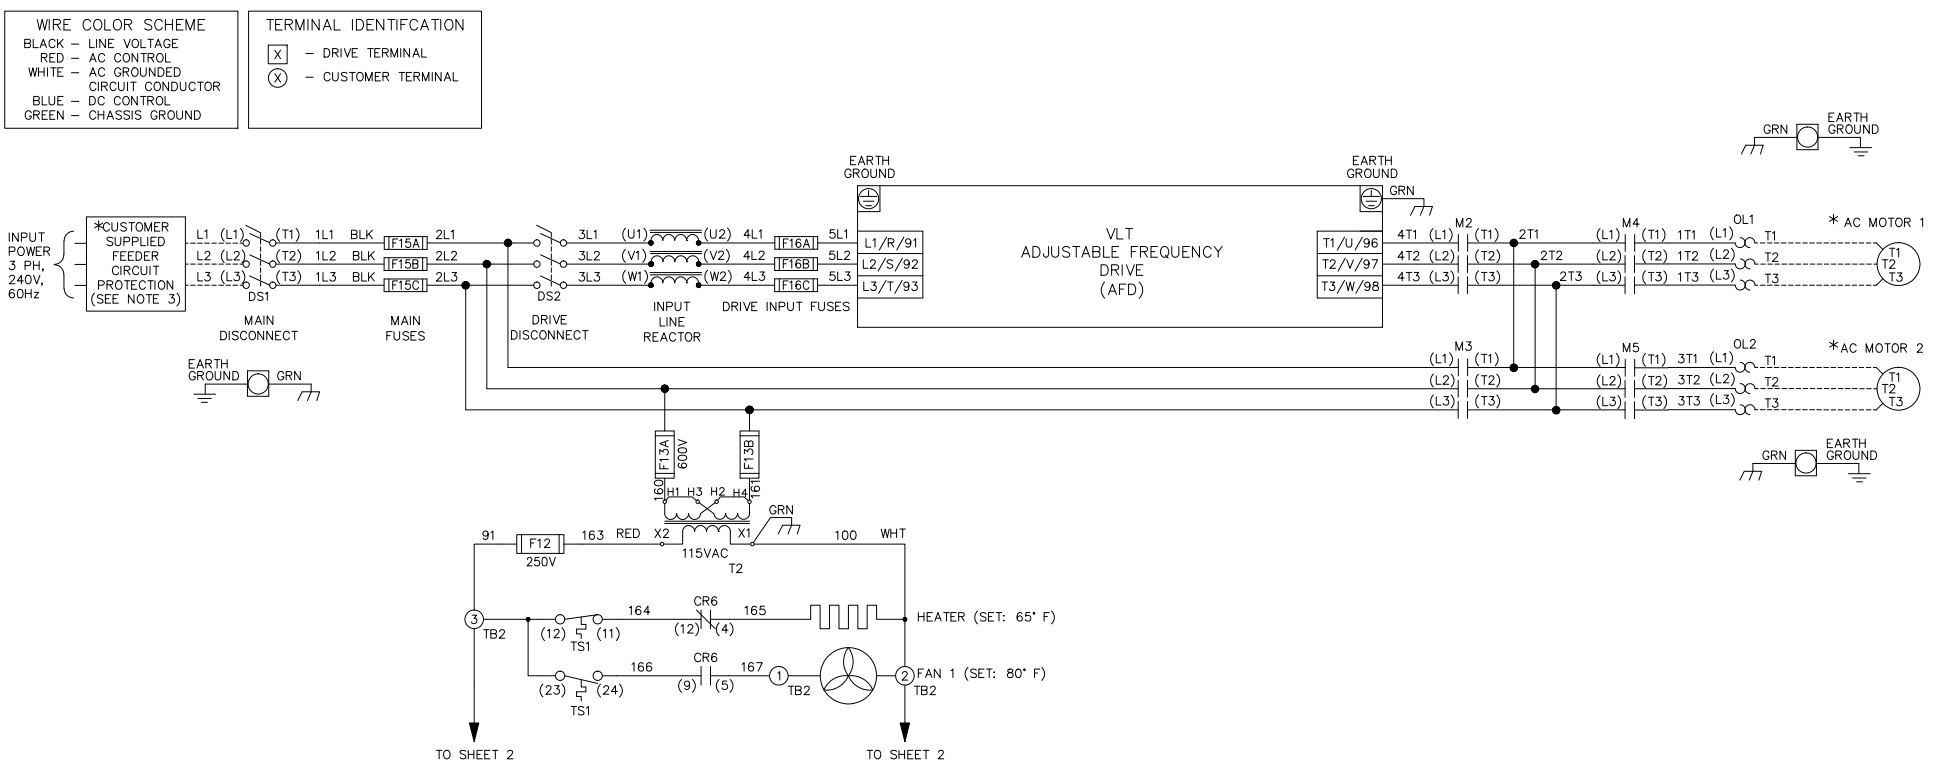 WIRE COLOR SCHEME
BLACK – LINE VOLTAGE
RED – AC CONTROL
WHITE – AC GROUNDED
CIRCUIT CONDUCTOR
BLUE – DC CONTROL
GREEN – CHASSIS GROUND
TERMINAL IDENTIFCATION
X – DRIVE TERMINAL
X – CUSTOMER TERMINAL
INPUT
POWER
3 PH,
240V,
60Hz
*CUSTOMER
SUPPLIED
FEEDER
CIRCUIT
PROTECTION
(SEE NOTE 3)
L1 (L1) (T1) 1L1 BLK F15A 2L1 3L1 (U1) (U2) 4L1 F16A 5L1 L1/R/91
L2 (L2) (T2) 1L2 BLK F15B 2L2 3L2 (V1) (V2) 4L2 F16B 5L2 L2/S/92
L3 (L3) (T3) 1L3 BLK F15C 2L3 3L3 (W1) (W2) 4L3 F16C 5L3 L3/T/93
DS1
MAIN
DISCONNECT
MAIN
FUSES
DS2
DRIVE
DISCONNECT
INPUT
LINE
REACTOR
DRIVE INPUT FUSES
EARTH
GROUND
GRN
EARTH
GROUND
VLT
ADJUSTABLE FREQUENCY
DRIVE
(AFD)
EARTH
GROUND
GRN
M2 M4 OL1
T1/U/96 4T1 (L1) (T1) 2T1 (L1) (T1) 1T1 (L1) T1
T2/V/97 4T2 (L2) (T2) 2T2 (L2) (T2) 1T2 (L2) T2
T3/W/98 4T3 (L3) (T3) 2T3 (L3) (T3) 1T3 (L3) T3
* AC MOTOR 1
T1
T2
T3
GRN
EARTH
GROUND
M3 M5 OL2
(L1) (T1) (L1) (T1) 3T1 (L1) T1
(L2) (T2) (L2) (T2) 3T2 (L2) T2
(L3) (T3) (L3) (T3) 3T3 (L3) T3
*AC MOTOR 2
T1
T2
T3
GRN
EARTH
GROUND
F13A
600V
F13B
160
161
H1 H3 H2 H4
GRN
91 F12 163 RED X2 X1 100 WHT
250V
115VAC
T2
3
TB2
(12) (11)
TS1
164
CR6
(12) (4)
165
HEATER (SET: 65° F)
(23) (24)
TS1
166
CR6
(9) (5)
167
1
TB2
2
TB2
FAN 1 (SET: 80° F)
TO SHEET 2
TO SHEET 2